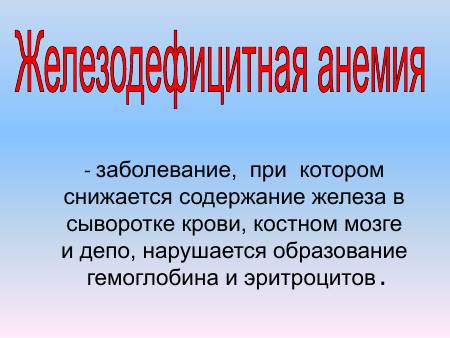 Железодефицитная анемия
- заболевание, при котором
снижается содержание железа в
сыворотке крови, костном мозге
и депо, нарушается образование
гемоглобина и эритроцитов.